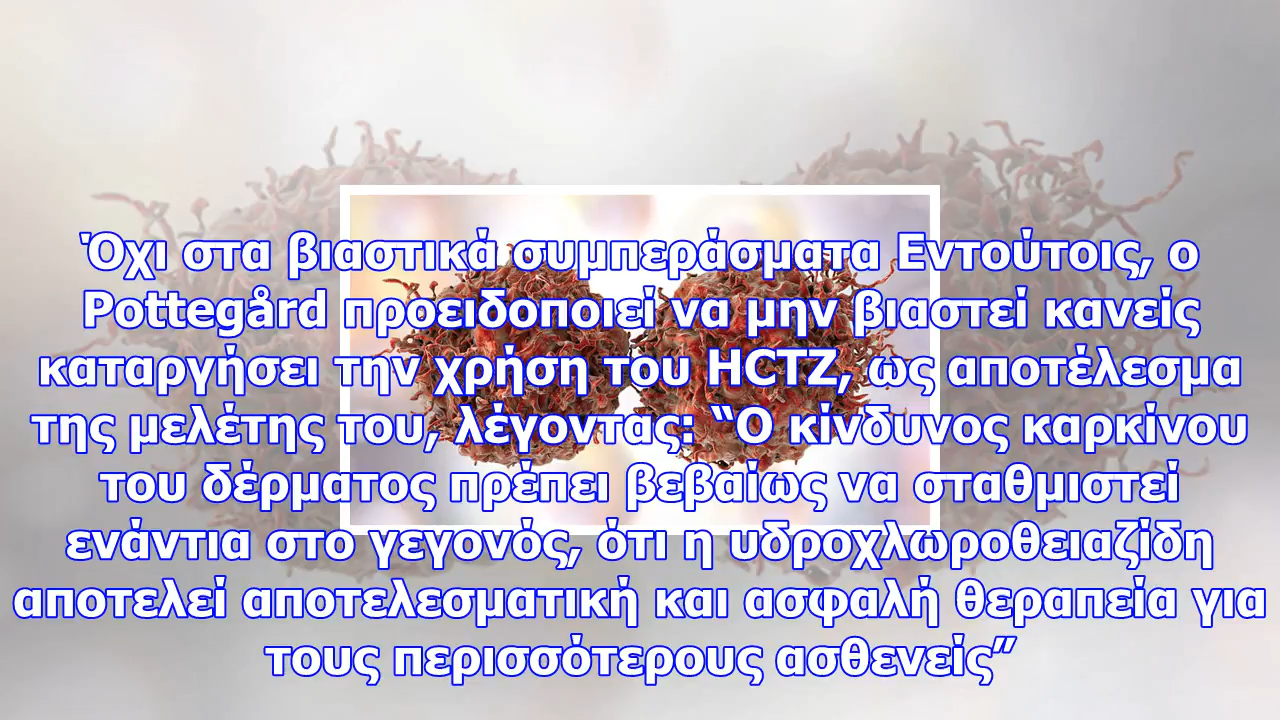 Όχι στα βιαστικά συμπεράσματα Εντούτοις, ο
Pottegård προειδοποιεί να μην βιαστεί κανείς
καταργήσει την χρήση του HCTZ, ως αποτέλεσμα
της μελέτης του, λέγοντας: “Ο κίνδυνος καρκίνου
του δέρματος πρέπει βεβαίως να σταθμιστεί
ενάντια στο γεγονός, ότι η υδροχλωροθειαζίδη
αποτελεί αποτελεσματική και ασφαλή θεραπεία για
τους περισσότερους ασθενείς”